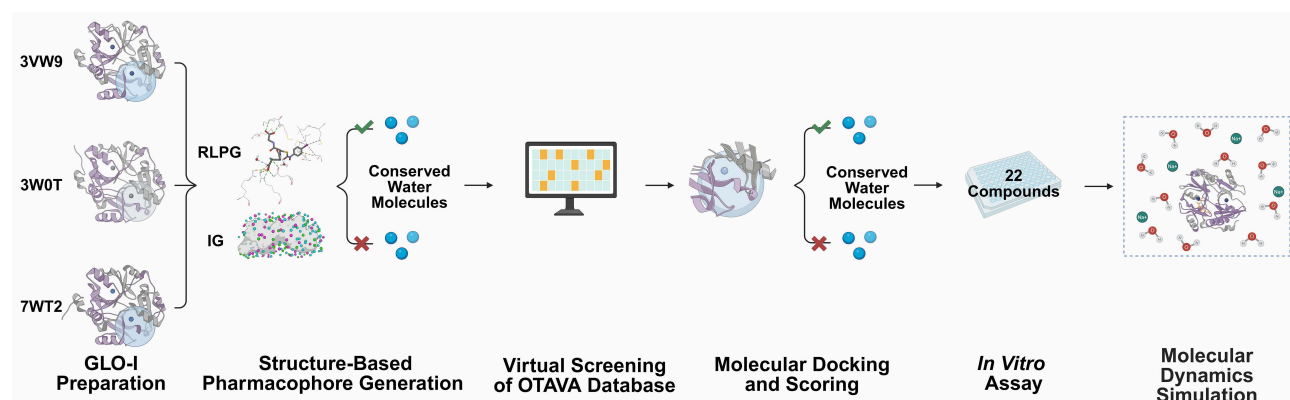 3VW9
3W0T
7WT2
GLO-I
Preparation
RLPG
IG
Conserved
Water
Molecules
Structure-Based
Pharmacophore Generation
Virtual Screening
of OTAVA Database
Conserved
Water
Molecules
Molecular Docking
and Scoring
22
Compounds
In Vitro
Assay
Na+
Na+
Na+
Na+
Molecular
Dynamics
Simulation